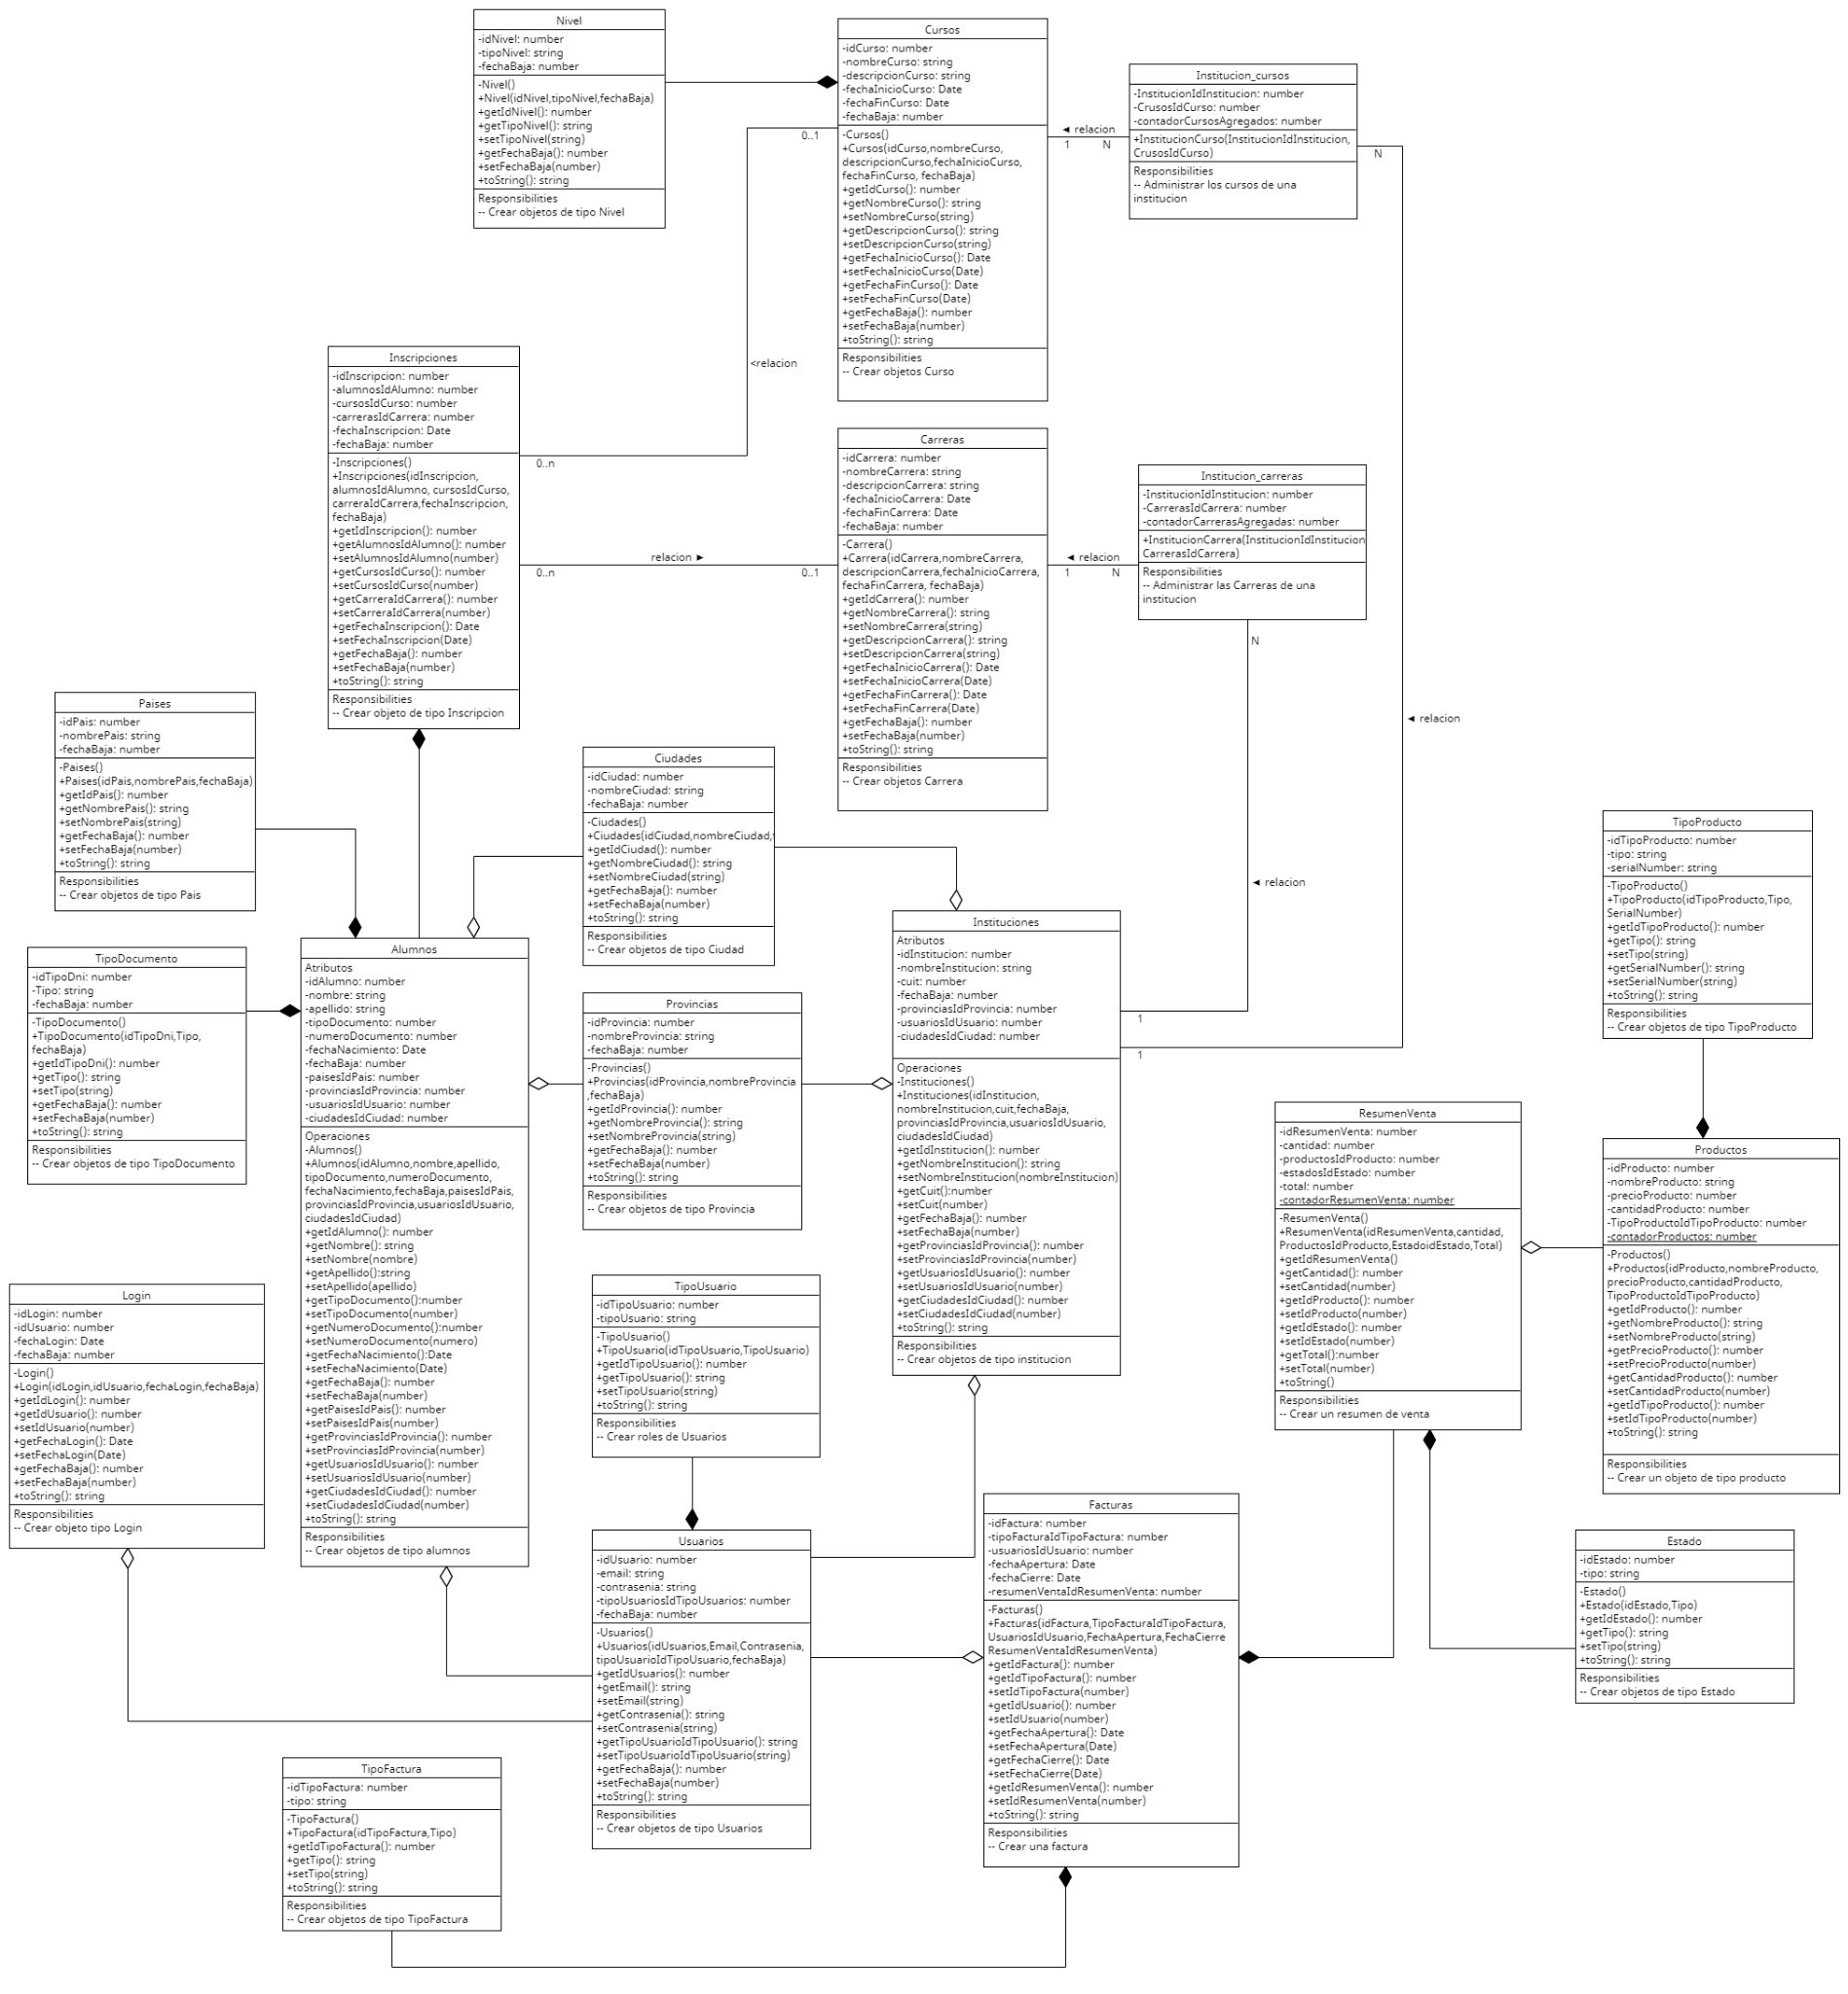 Nivel
-idNivel: number
-tipoNivel: string
-fechaBaja: number
-Nivel()
+Nivel(idNivel,tipoNivel,fechaBaja)
+getIdNivel(): number
+getTipoNivel(): string
+setTipoNivel(string)
+getFechaBaja(): number
+setFechaBaja(number)
+toString(): string
Responsibilities
-- Crear objetos de tipo Nivel
Cursos
-idCurso: number
-nombreCurso: string
-descripcionCurso: string
-fechaInicioCurso: Date
-fechaFinCurso: Date
-fechaBaja: number
-Cursos()
+Cursos(idCurso,nombreCurso,
descripcionCurso,fechaInicioCurso,
fechaFinCurso, fechaBaja)
+getIdCurso(): number
+getNombreCurso(): string
+setNombreCurso(string)
+getDescripcionCurso(): string
+setDescripcionCurso(string)
+getFechaInicioCurso(): Date
+setFechaInicioCurso(Date)
+getFechaFinCurso(): Date
+setFechaFinCurso(Date)
+getFechaBaja(): number
+setFechaBaja(number)
+toString(): string
Responsibilities
-- Crear objetos Curso
Institucion_cursos
-InstitucionIdInstitucion: number
-CrusosIdCurso: number
-contadorCursosAgregados: number
+InstitucionCurso(InstitucionIdInstitucion,
CrusosIdCurso)
Responsibilities
-- Administrar los cursos de una
institucion
◄ relacion
1 N
N
0..1
<relacion
0..n
Inscripciones
-idInscripcion: number
-alumnosIdAlumno: number
-cursosIdCurso: number
-carrerasIdCarrera: number
-fechaInscripcion: Date
-fechaBaja: number
-Inscripciones()
+Inscripciones(idInscripcion,
alumnosIdAlumno, cursosIdCurso,
carreraIdCarrera,fechaInscripcion,
fechaBaja)
+getIdInscripcion(): number
+getAlumnosIdAlumno(): number
+setAlumnosIdAlumno(number)
+getCursosIdCurso(): number
+setCursosIdCurso(number)
+getCarreraIdCarrera(): number
+setCarreraIdCarrera(number)
+getFechaInscripcion(): Date
+setFechaInscripcion(Date)
+getFechaBaja(): number
+setFechaBaja(number)
+toString(): string
Responsibilities
-- Crear objeto de tipo Inscripcion
relacion ►
0..n 0..1
Carreras
-idCarrera: number
-nombreCarrera: string
-descripcionCarrera: string
-fechaInicioCarrera: Date
-fechaFinCarrera: Date
-fechaBaja: number
-Carrera()
+Carrera(idCarrera,nombreCarrera,
descripcionCarrera,fechaInicioCarrera,
fechaFinCarrera, fechaBaja)
+getIdCarrera(): number
+getNombreCarrera(): string
+setNombreCarrera(string)
+getDescripcionCarrera(): string
+setDescripcionCarrera(string)
+getFechaInicioCarrera(): Date
+setFechaInicioCarrera(Date)
+getFechaFinCarrera(): Date
+setFechaFinCarrera(Date)
+getFechaBaja(): number
+setFechaBaja(number)
+toString(): string
Responsibilities
-- Crear objetos Carrera
◄ relacion
1 N
Institucion_carreras
-InstitucionIdInstitucion: number
-CarrerasIdCarrera: number
-contadorCarrerasAgregadas: number
+InstitucionCarrera(InstitucionIdInstitucion
CarrerasIdCarrera)
Responsibilities
-- Administrar las Carreras de una
institucion
N
◄ relacion
◄ relacion
1
1
Paises
-idPais: number
-nombrePais: string
-fechaBaja: number
-Paises()
+Paises(idPais,nombrePais,fechaBaja)
+getIdPais(): number
+getNombrePais(): string
+setNombrePais(string)
+getFechaBaja(): number
+setFechaBaja(number)
+toString(): string
Responsibilities
-- Crear objetos de tipo Pais
Ciudades
-idCiudad: number
-nombreCiudad: string
-fechaBaja: number
-Ciudades()
+Ciudades(idCiudad,nombreCiudad,
+getIdCiudad(): number
+getNombreCiudad(): string
+setNombreCiudad(string)
+getFechaBaja(): number
+setFechaBaja(number)
+toString(): string
Responsibilities
-- Crear objetos de tipo Ciudad
TipoDocumento
-idTipoDni: number
-Tipo: string
-fechaBaja: number
-TipoDocumento()
+TipoDocumento(idTipoDni,Tipo,
fechaBaja)
+getIdTipoDni(): number
+getTipo(): string
+setTipo(string)
+getFechaBaja(): number
+setFechaBaja(number)
+toString(): string
Responsibilities
-- Crear objetos de tipo TipoDocumento
Alumnos
Atributos
-idAlumno: number
-nombre: string
-apellido: string
-tipoDocumento: number
-numeroDocumento: number
-fechaNacimiento: Date
-fechaBaja: number
-paisesIdPais: number
-provinciasIdProvincia: number
-usuariosIdUsuario: number
-ciudadesIdCiudad: number
Operaciones
-Alumnos()
+Alumnos(idAlumno,nombre,apellido,
tipoDocumento,numeroDocumento,
fechaNacimiento,fechaBaja,paisesIdPais,
provinciasIdProvincia,usuariosIdUsuario,
ciudadesIdCiudad)
+getIdAlumno(): number
+getNombre(): string
+setNombre(nombre)
+getApellido():string
+setApellido(apellido)
+getTipoDocumento():number
+setTipoDocumento(number)
+getNumeroDocumento():number
+setNumeroDocumento(numero)
+getFechaNacimiento():Date
+setFechaNacimiento(Date)
+getFechaBaja(): number
+setFechaBaja(number)
+getPaisesIdPais(): number
+setPaisesIdPais(number)
+getProvinciasIdProvincia(): number
+setProvinciasIdProvincia(number)
+getUsuariosIdUsuario(): number
+setUsuariosIdUsuario(number)
+getCiudadesIdCiudad(): number
+setCiudadesIdCiudad(number)
+toString(): string
Responsibilities
-- Crear objetos de tipo alumnos
Provincias
-idProvincia: number
-nombreProvincia: string
-fechaBaja: number
-Provincias()
+Provincias(idProvincia,nombreProvincia
,fechaBaja)
+getIdProvincia(): number
+getNombreProvincia(): string
+setNombreProvincia(string)
+getFechaBaja(): number
+setFechaBaja(number)
+toString(): string
Responsibilities
-- Crear objetos de tipo Provincia
Instituciones
Atributos
-idInstitucion: number
-nombreInstitucion: string
-cuit: number
-fechaBaja: number
-provinciasIdProvincia: number
-usuariosIdUsuario: number
-ciudadesIdCiudad: number
Operaciones
-Instituciones()
+Instituciones(idInstitucion,
nombreInstitucion,cuit,fechaBaja,
provinciasIdProvincia,usuariosIdUsuario,
ciudadesIdCiudad)
+getIdInstitucion(): number
+getNombreInstitucion(): string
+setNombreInstitucion(nombreInstitucion)
+getCuit():number
+setCuit(number)
+getFechaBaja(): number
+setFechaBaja(number)
+getProvinciasIdProvincia(): number
+setProvinciasIdProvincia(number)
+getUsuariosIdUsuario(): number
+setUsuariosIdUsuario(number)
+getCiudadesIdCiudad(): number
+setCiudadesIdCiudad(number)
+toString(): string
Responsibilities
-- Crear objetos de tipo institucion
TipoProducto
-idTipoProducto: number
-tipo: string
-serialNumber: string
-TipoProducto()
+TipoProducto(idTipoProducto,Tipo,
SerialNumber)
+getIdTipoProducto(): number
+getTipo(): string
+setTipo(string)
+getSerialNumber(): string
+setSerialNumber(string)
+toString(): string
Responsibilities
-- Crear objetos de tipo TipoProducto
ResumenVenta
-idResumenVenta: number
-cantidad: number
-productosIdProducto: number
-estadosIdEstado: number
-total: number
-contadorResumenVenta: number
-ResumenVenta()
+ResumenVenta(idResumenVenta,cantidad,
ProductosIdProducto,EstadoidEstado,Total)
+getIdResumenVenta()
+getCantidad(): number
+setCantidad(number)
+getIdProducto(): number
+setIdProducto(number)
+getIdEstado(): number
+setIdEstado(number)
+getTotal():number
+setTotal(number)
+toString()
Responsibilities
-- Crear un resumen de venta
Productos
-idProducto: number
-nombreProducto: string
-precioProducto: number
-cantidadProducto: number
-TipoProductoIdTipoProducto: number
-contadorProductos: number
-Productos()
+Productos(idProducto,nombreProducto,
precioProducto,cantidadProducto,
TipoProductoIdTipoProducto)
+getIdProducto(): number
+getNombreProducto(): string
+setNombreProducto(string)
+getPrecioProducto(): number
+setPrecioProducto(number)
+getCantidadProducto(): number
+setCantidadProducto(number)
+getIdTipoProducto(): number
+setIdTipoProducto(number)
+toString(): string
Responsibilities
-- Crear un objeto de tipo producto
Login
-idLogin: number
-idUsuario: number
-fechaLogin: Date
-fechaBaja: number
-Login()
+Login(idLogin,idUsuario,fechaLogin,fechaBaja)
+getIdLogin(): number
+getIdUsuario(): number
+setIdUsuario(number)
+getFechaLogin(): Date
+setFechaLogin(Date)
+getFechaBaja(): number
+setFechaBaja(number)
+toString(): string
Responsibilities
-- Crear objeto tipo Login
TipoUsuario
-idTipoUsuario: number
-tipoUsuario: string
-TipoUsuario()
+TipoUsuario(idTipoUsuario,TipoUsuario)
+getIdTipoUsuario(): number
+getTipoUsuario(): string
+setTipoUsuario(string)
+toString(): string
Responsibilities
-- Crear roles de Usuarios
Usuarios
-idUsuario: number
-email: string
-contrasenia: string
-tipoUsuariosIdTipoUsuarios: number
-fechaBaja: number
-Usuarios()
+Usuarios(idUsuarios,Email,Contrasenia,
tipoUsuarioIdTipoUsuario,fechaBaja)
+getIdUsuarios(): number
+getEmail(): string
+setEmail(string)
+getContrasenia(): string
+setContrasenia(string)
+getTipoUsuarioIdTipoUsuario(): string
+setTipoUsuarioIdTipoUsuario(string)
+getFechaBaja(): number
+setFechaBaja(number)
+toString(): string
Responsibilities
-- Crear objetos de tipo Usuarios
Facturas
-idFactura: number
-tipoFacturaIdTipoFactura: number
-usuariosIdUsuario: number
-fechaApertura: Date
-fechaCierre: Date
-resumenVentaIdResumenVenta: number
-Facturas()
+Facturas(idFactura,TipoFacturaIdTipoFactura,
UsuariosIdUsuario,FechaApertura,FechaCierre
ResumenVentaIdResumenVenta)
+getIdFactura(): number
+getIdTipoFactura(): number
+setIdTipoFactura(number)
+getIdUsuario(): number
+setIdUsuario(number)
+getFechaApertura(): Date
+setFechaApertura(Date)
+getFechaCierre(): Date
+setFechaCierre(Date)
+getIdResumenVenta(): number
+setIdResumenVenta(number)
+toString(): string
Responsibilities
-- Crear una factura
Estado
-idEstado: number
-tipo: string
-Estado()
+Estado(idEstado,Tipo)
+getIdEstado(): number
+getTipo(): string
+setTipo(string)
+toString(): string
Responsibilities
-- Crear objetos de tipo Estado
TipoFactura
-idTipoFactura: number
-tipo: string
-TipoFactura()
+TipoFactura(idTipoFactura,Tipo)
+getIdTipoFactura(): number
+getTipo(): string
+setTipo(string)
+toString(): string
Responsibilities
-- Crear objetos de tipo TipoFactura